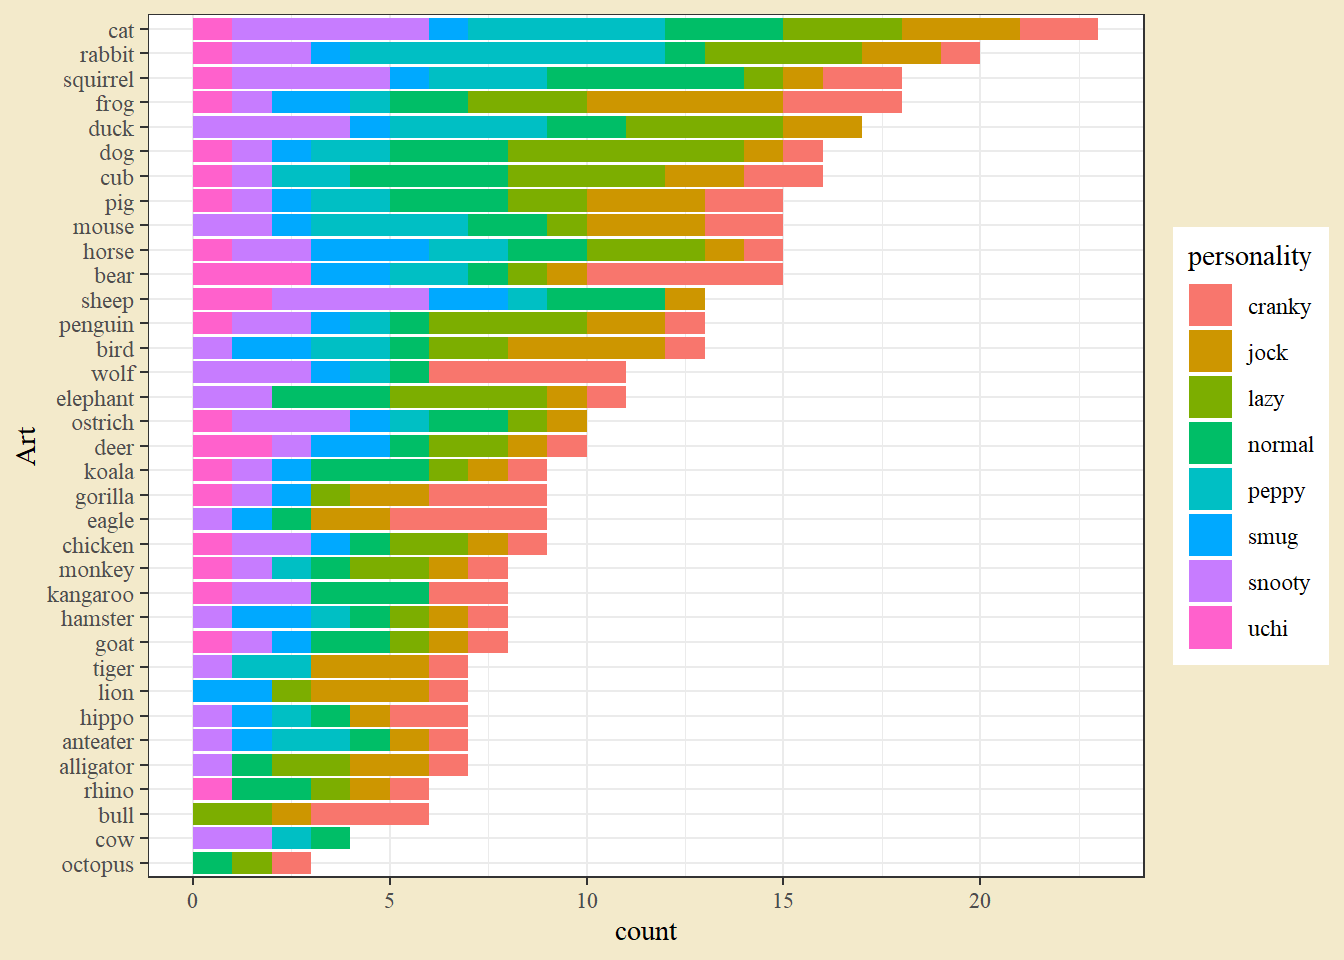 cat
rabbit
squirrel
frog
duck
dog
cub
pig
mouse
horse
bear
sheep
penguin
bird
wolf
elephant
ostrich
deer
koala
gorilla
eagle
chicken
monkey
kangaroo
hamster
goat
tiger
lion
hippo
anteater
alligator
rhino
bull
cow
octopus
Art
0 5 10 15 20
count
personality
cranky
jock
lazy
normal
peppy
smug
snooty
uchi